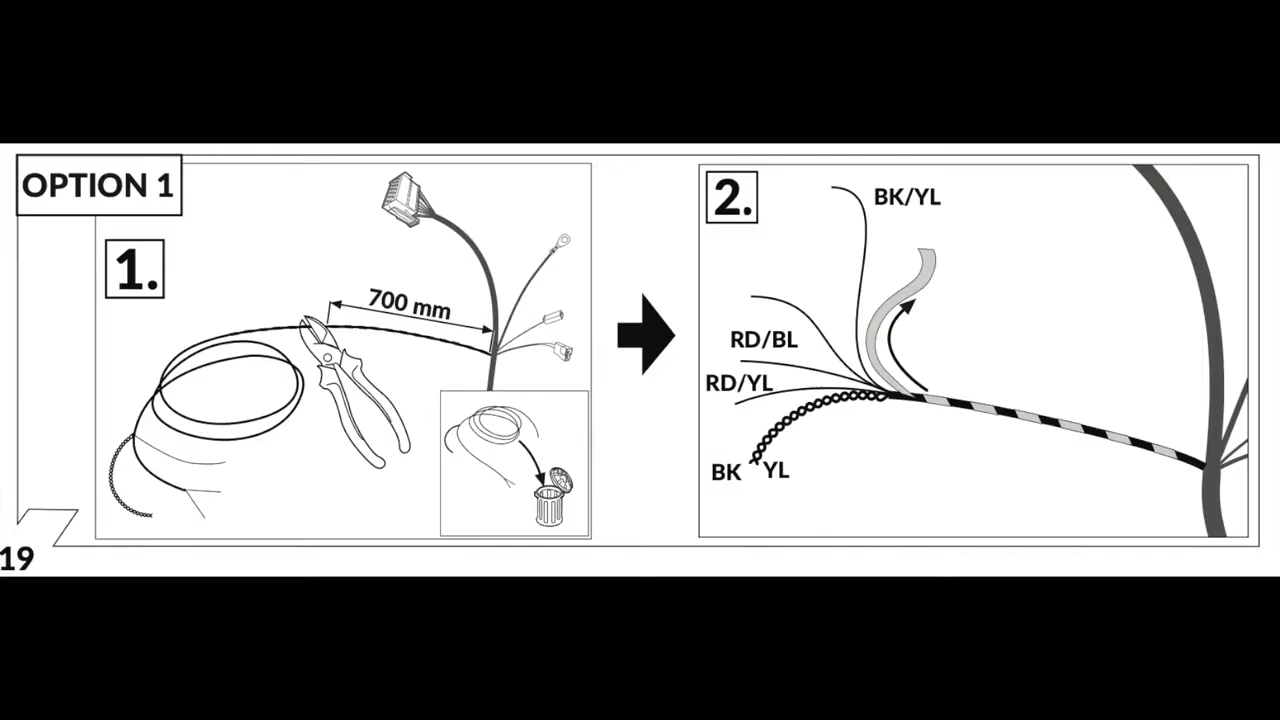 OPTION 1
1.
700 mm
2.
BK/YL
RD/BL
RD/YL
BK YL
19